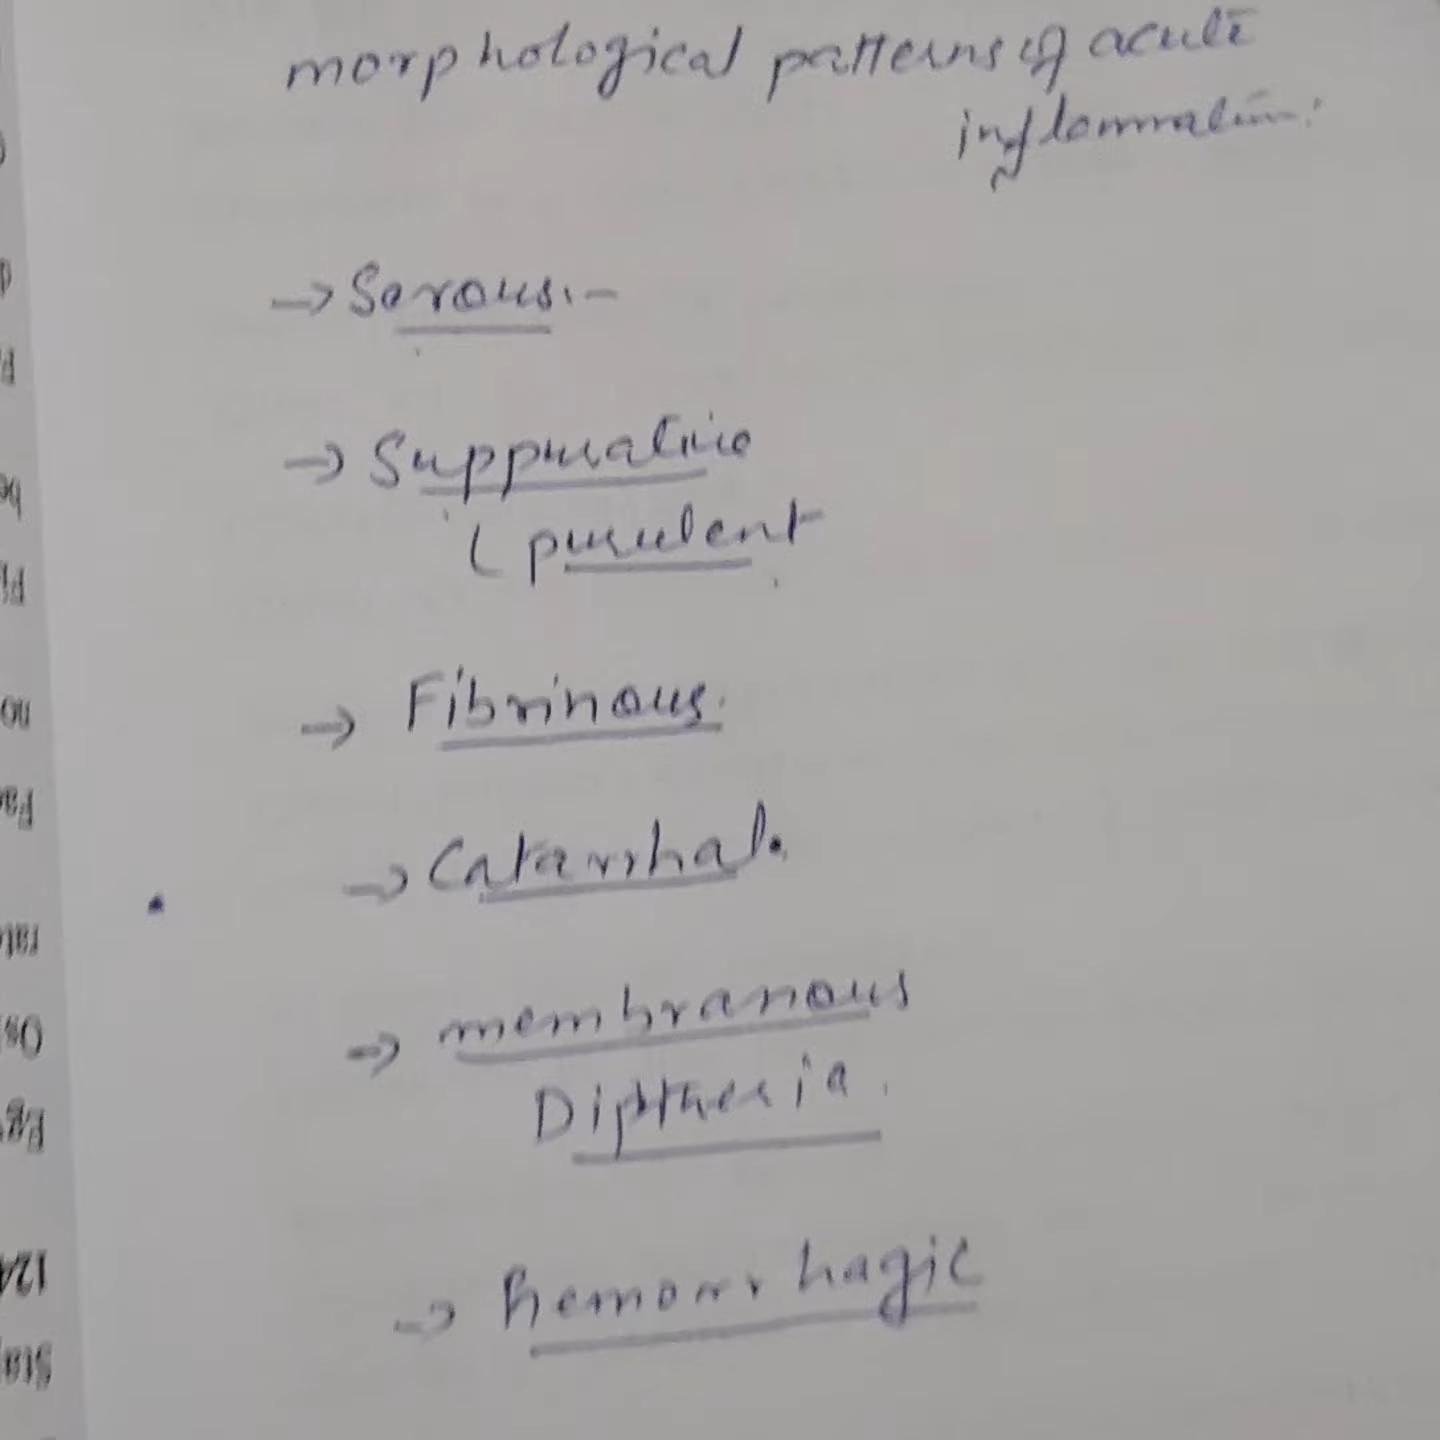 morphological patterns of acute
inflammation:
→ Serous:-
→ Suppurative
( purulent
→ Fibrinous.
→ Catarrhal.
→ membranous
Diptheria.
→ hemorrhagic